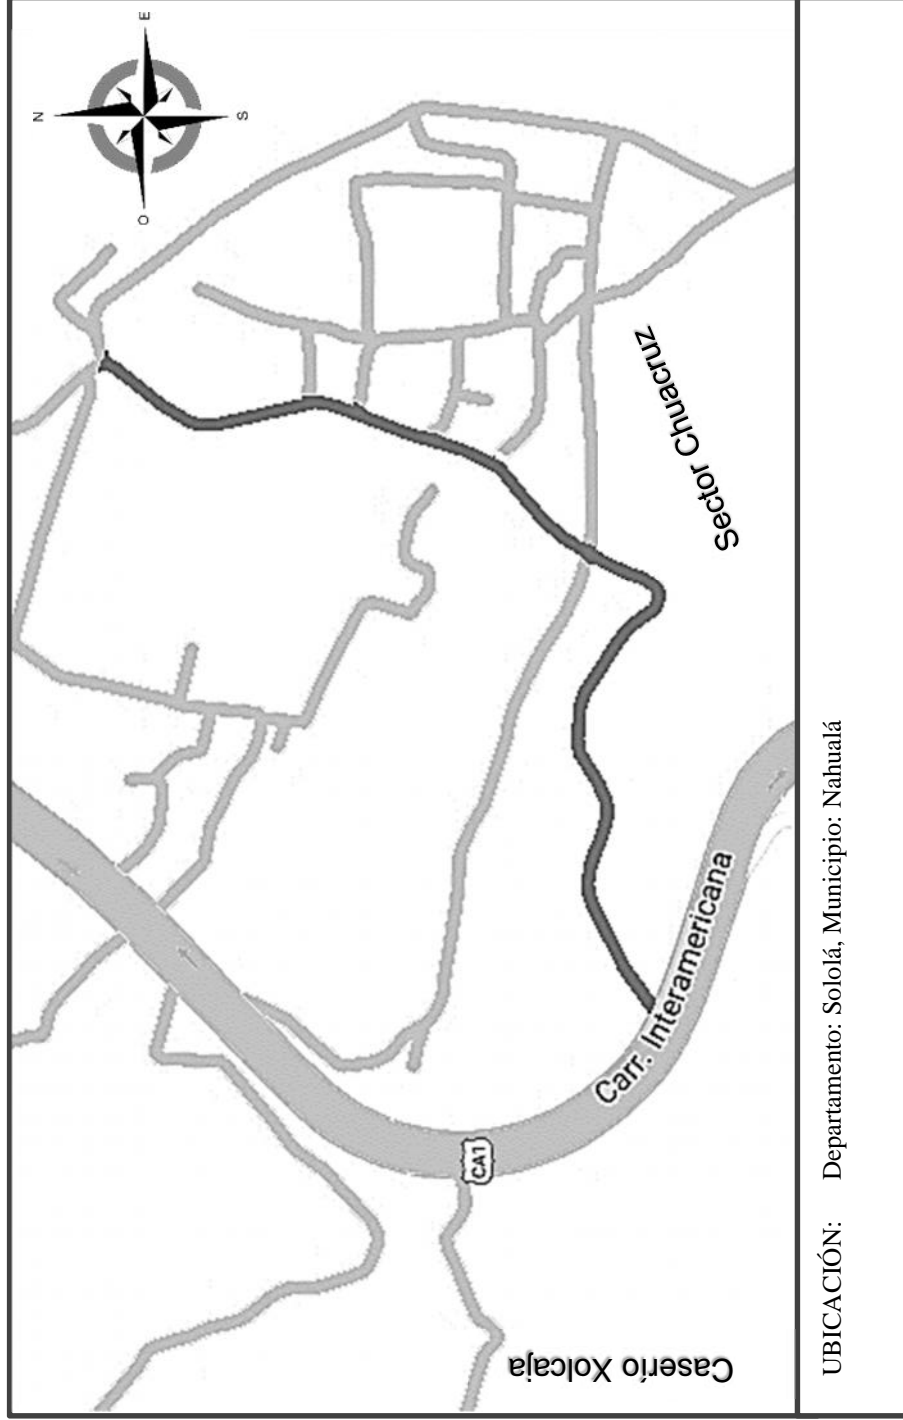 N
E
S
O
Sector Chuacruz
Carr. Interamericana
CA1
Caserío Xolcaja
UBICACIÓN: Departamento: Sololá, Municipio: Nahualá